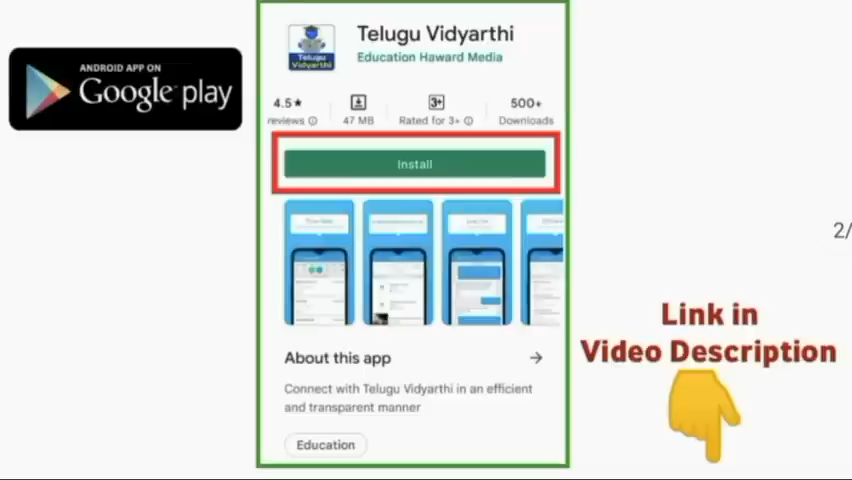 ANDROID APP ON
Google play
Telugu Vidyarthi
Education Haward Media
Telugu
Vidyarthi
4.5★
reviews
47 MB
3+
Rated for 3+
500+
Downloads
Install
About this app
Connect with Telugu Vidyarthi in an efficient
and transparent manner
Education
2/
Link in
Video Description